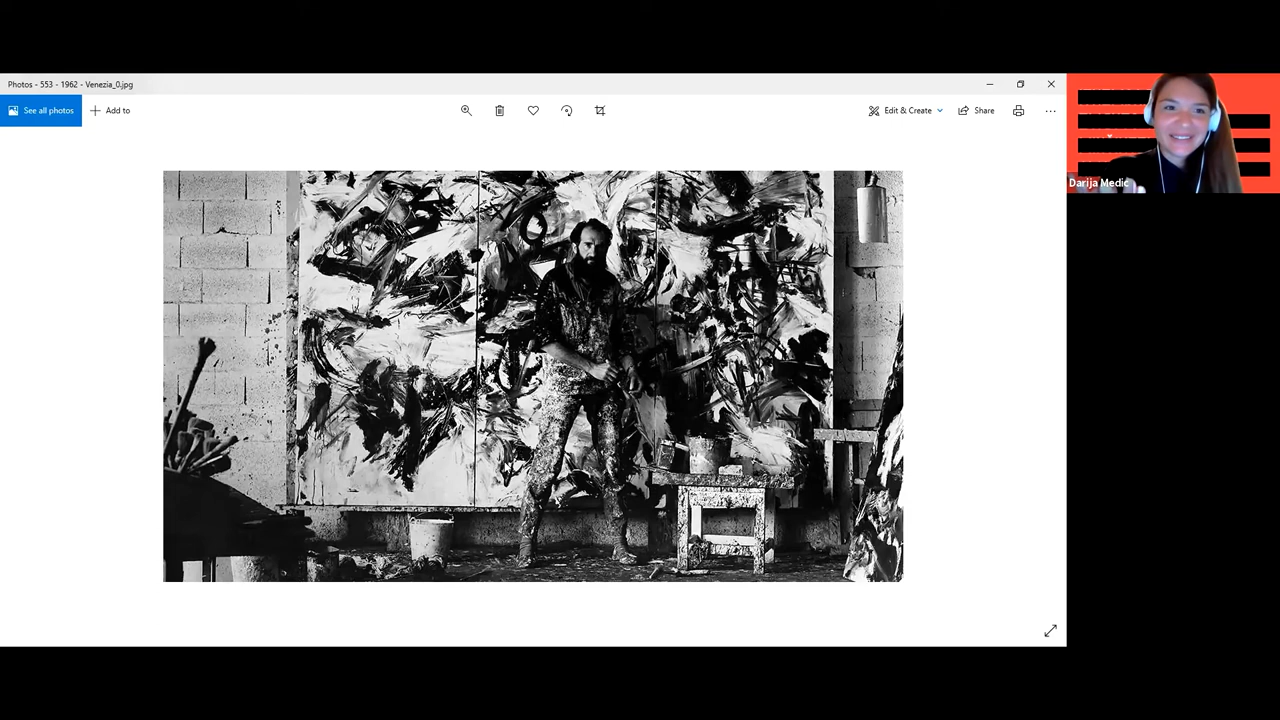 Photos - 553 - 1962 - Venezia_0.jpg
See all photos
Add to
Edit & Create
Share
Darija Medić